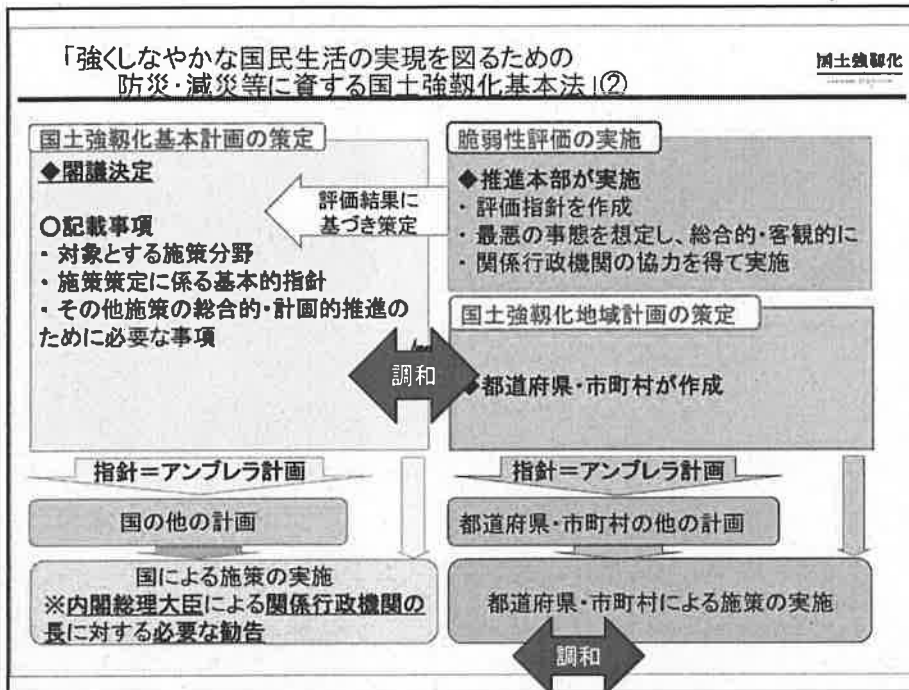 「強くしなやかな国民生活の実現を図るための
防災・減災等に資する国土強靱化基本法」②
国土強靱化
国土強靱化基本計画の策定
◆閣議決定
〇記載事項
・対象とする施策分野
・施策策定に係る基本的指針
・その他施策の総合的・計画的推進の
ために必要な事項
評価結果に
基づき策定
脆弱性評価の実施
◆推進本部が実施
・評価指針を作成
・最悪の事態を想定し、総合的・客観的に
・関係行政機関の協力を得て実施
国土強靱化地域計画の策定
◆都道府県・市町村が作成
調和
指針＝アンブレラ計画
国の他の計画
国による施策の実施
※内閣総理大臣による関係行政機関の
長に対する必要な勧告
指針＝アンブレラ計画
都道府県・市町村の他の計画
都道府県・市町村による施策の実施
調和